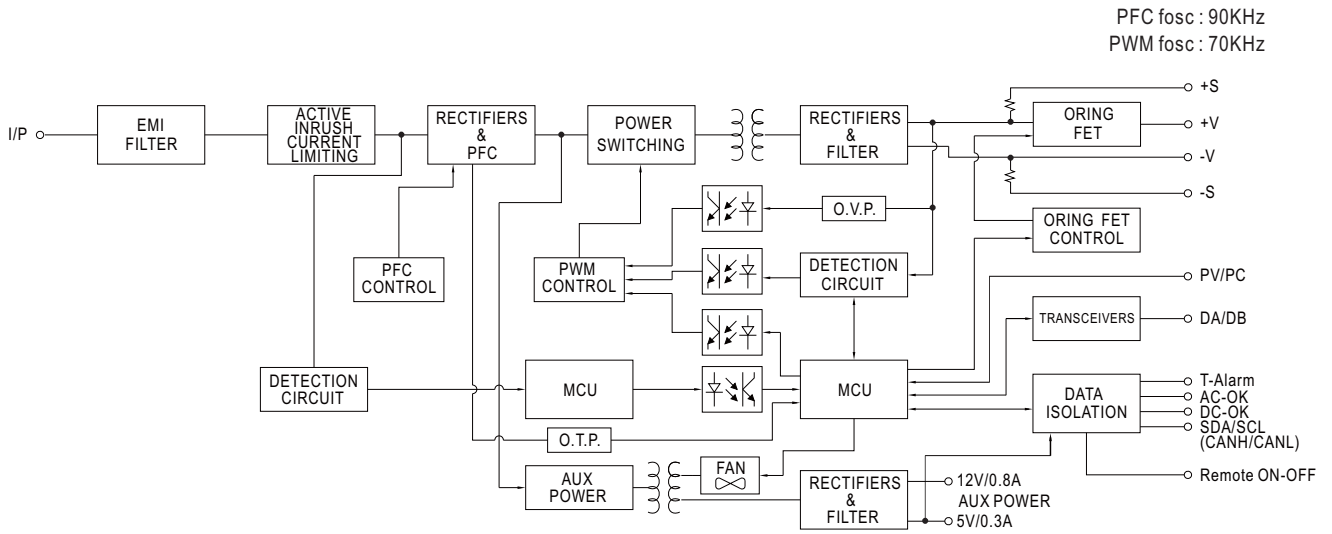 PFC fosc : 90KHz
PWM fosc : 70KHz
I/P
EMI
FILTER
ACTIVE
INRUSH
CURRENT
LIMITING
RECTIFIERS
&
PFC
POWER
SWITCHING
RECTIFIERS
&
FILTER
ORING
FET
+S
+V
-V
-S
O.V.P.
ORING FET
CONTROL
PFC
CONTROL
PWM
CONTROL
DETECTION
CIRCUIT
PV/PC
TRANSCEIVERS
DA/DB
DETECTION
CIRCUIT
MCU
MCU
DATA
ISOLATION
T-Alarm
AC-OK
DC-OK
SDA/SCL
(CANH/CANL)
O.T.P.
AUX
POWER
FAN
RECTIFIERS
&
FILTER
12V/0.8A
AUX POWER
5V/0.3A
Remote ON-OFF